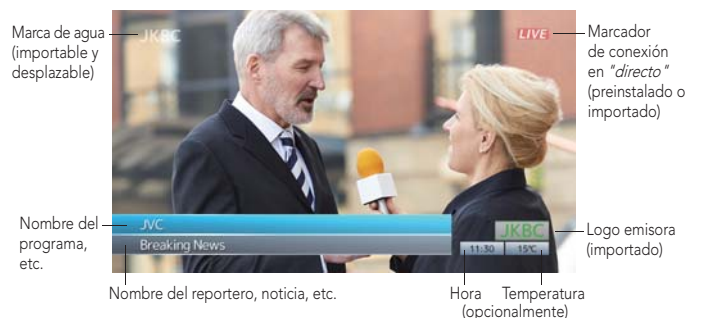 Marca de agua
(importable y
desplazable)
JKBC
LIVE
Marcador
de conexión
en "directo"
(preinstalado o
importado)
Nombre del
programa,
etc.
JVC
Breaking News
JKBC
11:30 15℃
Logo emisora
(importado)
Nombre del reportero, noticia, etc.
Hora Temperatura
(opcionalmente)